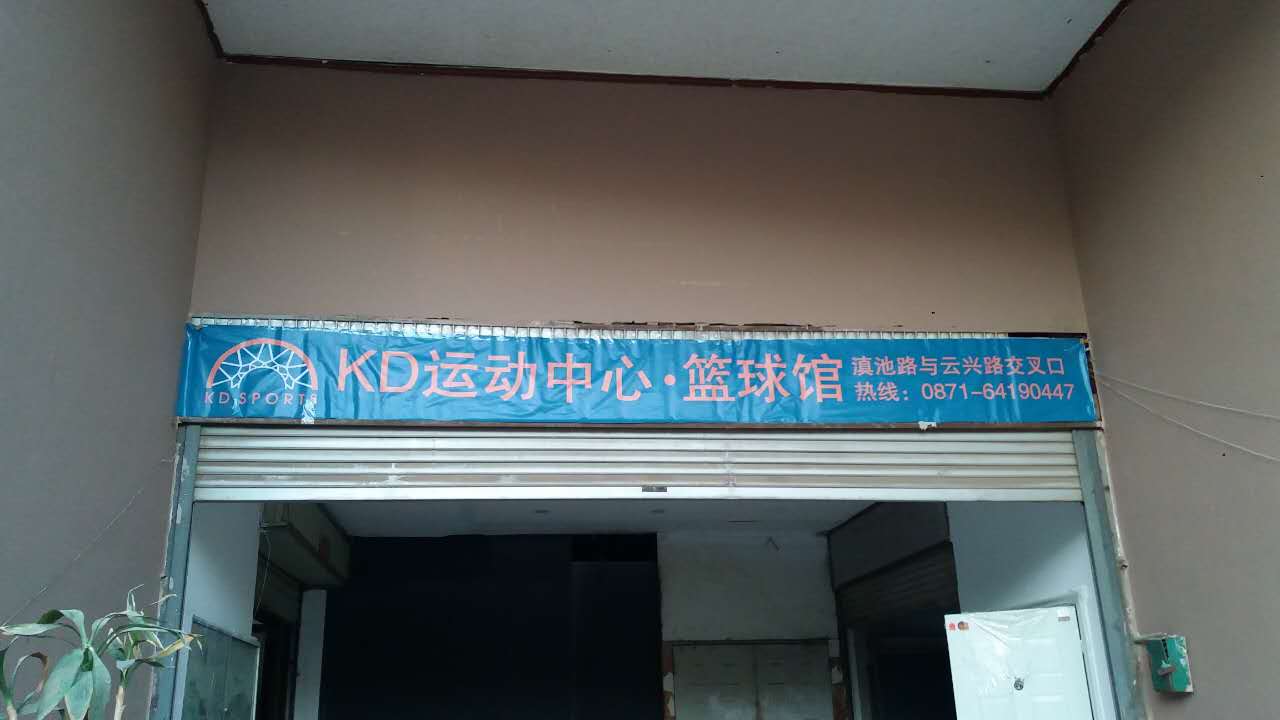 KD SPORTS
KD运动中心·篮球馆
滇池路与云兴路交叉口
热线：0871-64190447